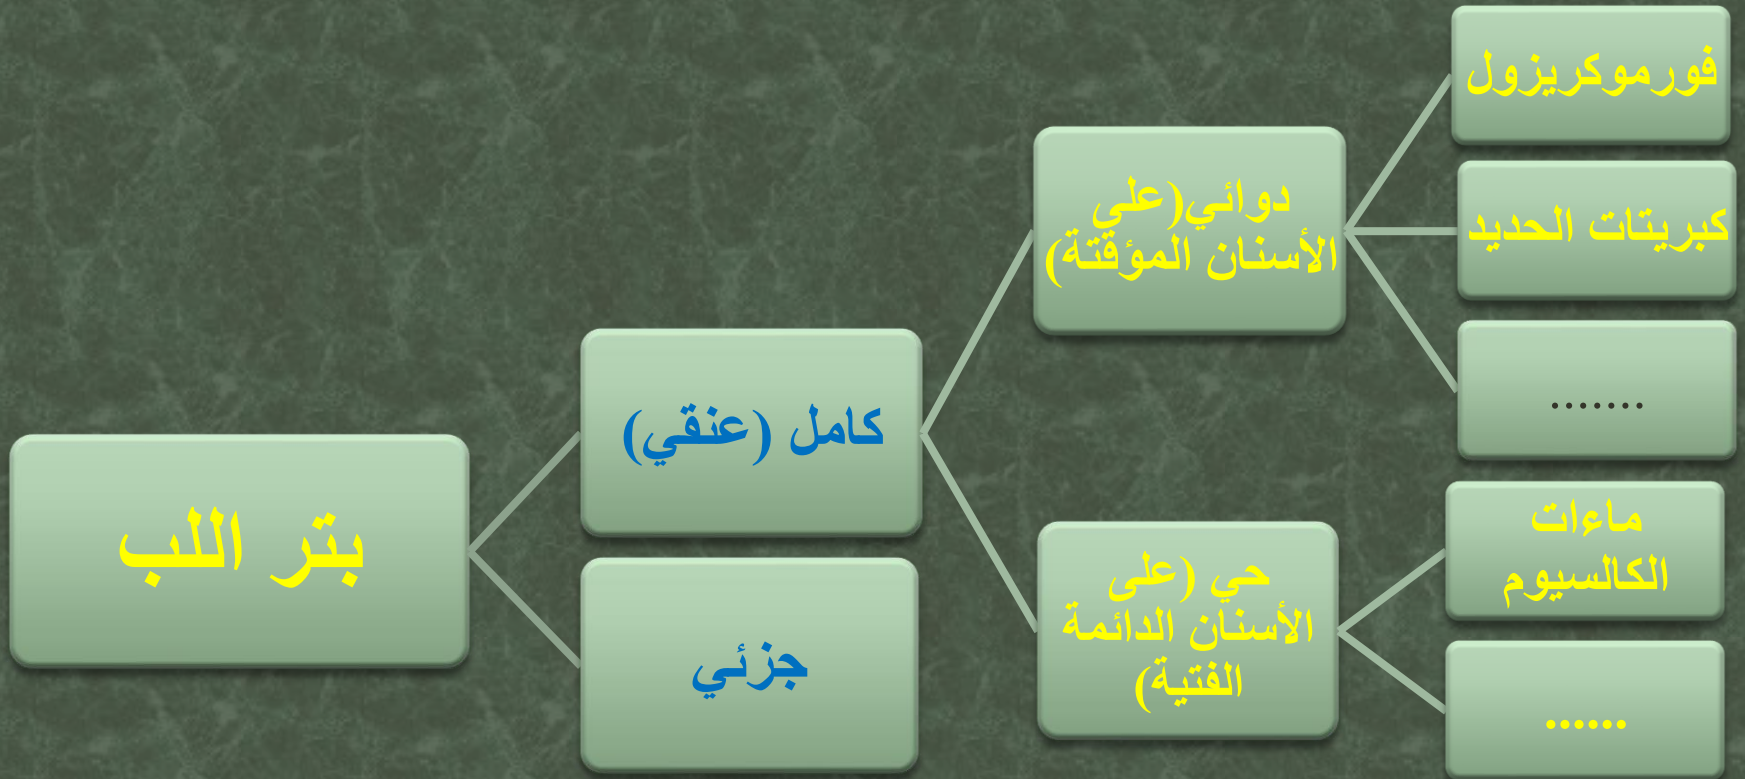 بتر اللب
كامل (عنقي)
جزئي
دوائي(على
الأسنان المؤقتة)
حي (على
الأسنان الدائمة
الفتية)
فورموكريزول
كبريتات الحديد
.......
ماءات
الكالسيوم
......